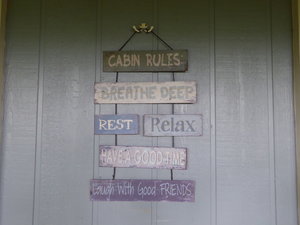 CABIN RULES:
BREATHE DEEP
REST Relax
HAVE A GOOD TIME
Laugh With Good FRIENDS